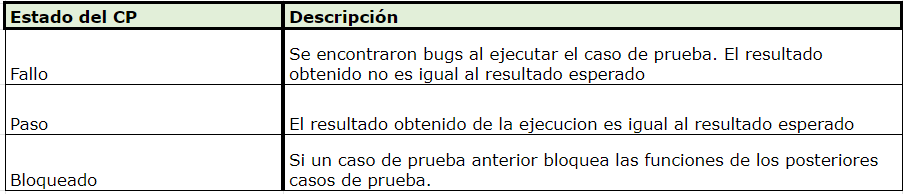 Estado del CP Descripción
Se encontraron bugs al ejecutar el caso de prueba. El resultado
Fallo obtenido no es igual al resultado esperado
Paso El resultado obtenido de la ejecucion es igual al resultado esperado
Si un caso de prueba anterior bloquea las funciones de los posteriores
Bloqueado casos de prueba.